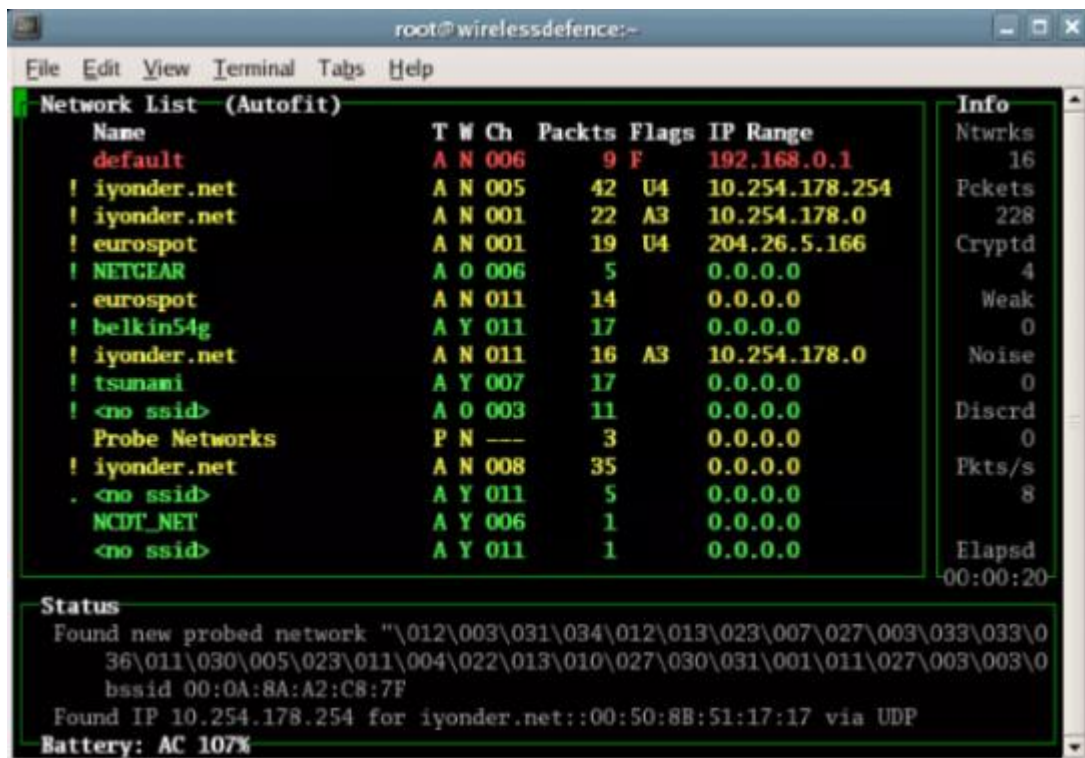 root@wirelessdefence:~
File Edit View Terminal Tabs Help
Network List (Autofit)
Name T W Ch Packts Flags IP Range
default A N 006 9 F 192.168.0.1
! iyonder.net A N 005 42 U4 10.254.178.254
! iyonder.net A N 001 22 A3 10.254.178.0
! eurospot A N 001 19 U4 204.26.5.166
! NETGEAR A O 006 5 0.0.0.0
. eurospot A N 011 14 0.0.0.0
! belkin54g A Y 011 17 0.0.0.0
! iyonder.net A N 011 16 A3 10.254.178.0
! tsunami A Y 007 17 0.0.0.0
! <no ssid> A O 003 11 0.0.0.0
Probe Networks P N --- 3 0.0.0.0
! iyonder.net A N 008 35 0.0.0.0
. <no ssid> A Y 011 5 0.0.0.0
NCDT_NET A Y 006 1 0.0.0.0
<no ssid> A Y 011 1 0.0.0.0
Info
Ntwrks
16
Pckets
228
Cryptd
4
Weak
0
Noise
0
Discrd
0
Pkts/s
8
Elapsd
00:00:20
Status
Found new probed network "\012\003\031\034\012\013\023\007\027\003\033\033\0
36\011\030\005\023\011\004\022\013\010\027\030\031\001\011\027\003\003\0
bssid 00:0A:8A:A2:C8:7F
Found IP 10.254.178.254 for iyonder.net::00:50:8B:51:17:17 via UDP
Battery: AC 107%